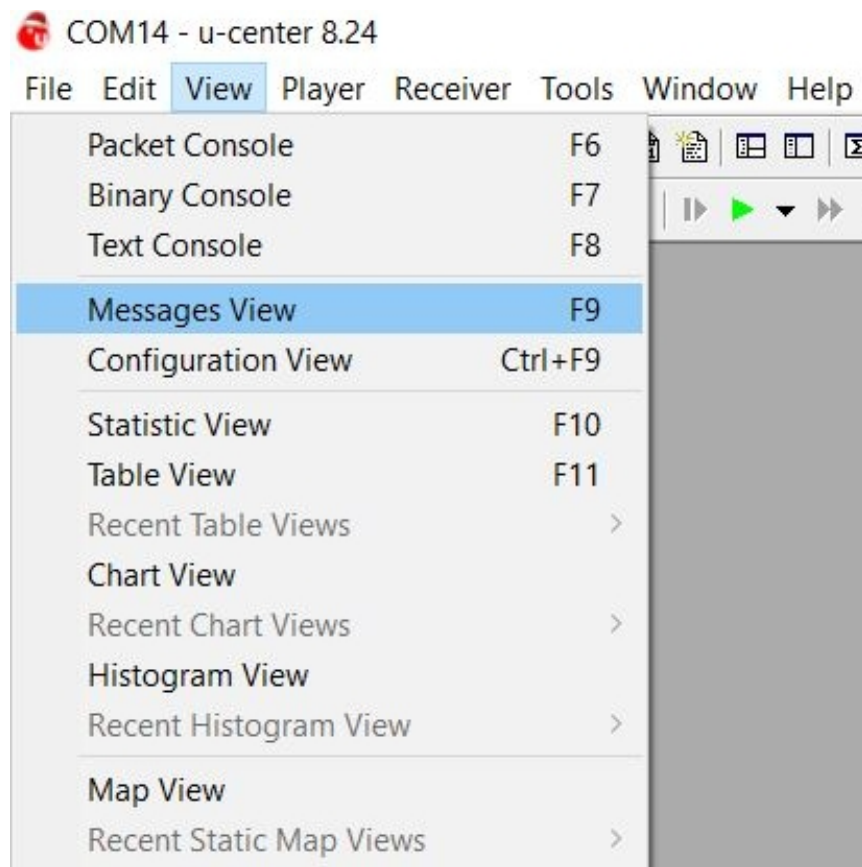 COM14 - u-center 8.24
File Edit View Player Receiver Tools Window Help
Packet Console F6
Binary Console F7
Text Console F8
Messages View F9
Configuration View Ctrl+F9
Statistic View F10
Table View F11
Recent Table Views
Chart View
Recent Chart Views
Histogram View
Recent Histogram View
Map View
Recent Static Map Views